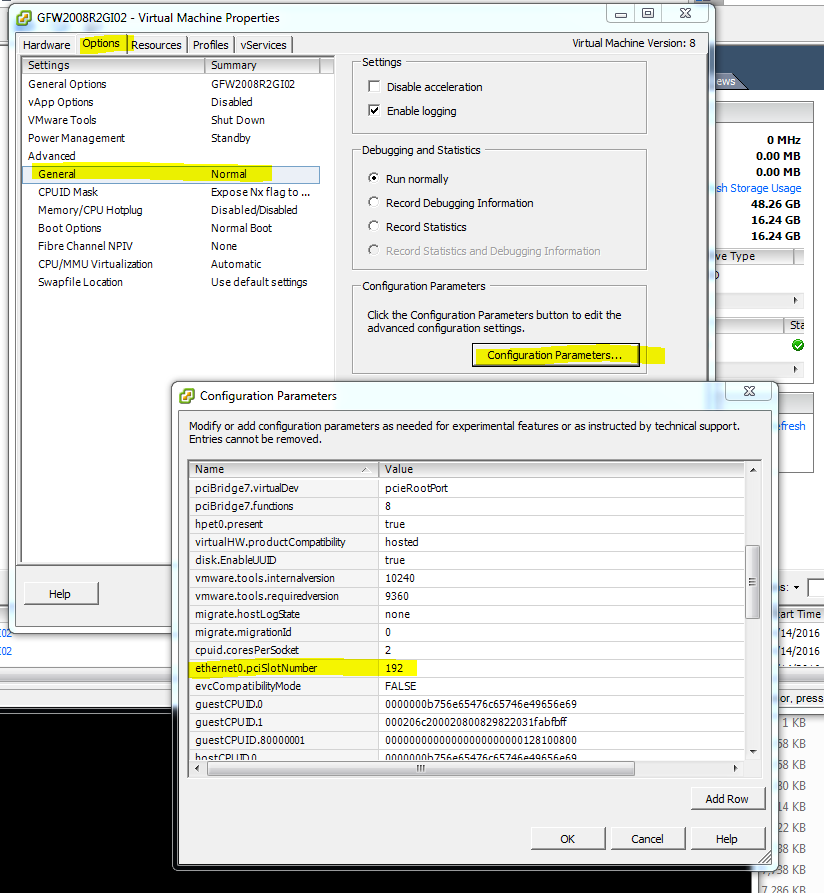 GFW2008R2GI02 - Virtual Machine Properties
Hardware Options Resources Profiles vServices
Virtual Machine Version: 8
Settings Summary
General Options GFW2008R2GI02
vApp Options Disabled
VMware Tools Shut Down
Power Management Standby
Advanced
General Normal
CPUID Mask Expose Nx flag to ...
Memory/CPU Hotplug Disabled/Disabled
Boot Options Normal Boot
Fibre Channel NPIV None
CPU/MMU Virtualization Automatic
Swapfile Location Use default settings
Settings
Disable acceleration
Enable logging
Debugging and Statistics
Run normally
Record Debugging Information
Record Statistics
Record Statistics and Debugging Information
Configuration Parameters
Click the Configuration Parameters button to edit the
advanced configuration settings.
Configuration Parameters...
Help
ews
0 MHz
0.00 MB
0.00 MB
sh Storage Usage
48.26 GB
16.24 GB
16.24 GB
ve Type
Sta
efresh
Configuration Parameters
Modify or add configuration parameters as needed for experimental features or as instructed by technical support.
Entries cannot be removed.
Name Value
pciBridge7.virtualDev pcieRootPort
pciBridge7.functions 8
hpet0.present true
virtualHW.productCompatibility hosted
disk.EnableUUID true
vmware.tools.internalversion 10240
vmware.tools.requiredversion 9360
migrate.hostLogState none
migrate.migrationId 0
cpuid.coresPerSocket 2
ethernet0.pciSlotNumber 192
evcCompatibilityMode FALSE
guestCPUID.0 0000000b756e65476c65746e49656e69
guestCPUID.1 000206c200020800829822031fabfbff
guestCPUID.80000001 00000000000000000000000128100800
hostCPUID.0 0000000b756e65476c65746e49656e69
Add Row
OK Cancel Help
s:
tart Time
/14/2016
/14/2016
I02
I02
or, press
1 KB
58 KB
58 KB
30 KB
14 KB
22 KB
38 KB
7,738 KB
7,286 KB